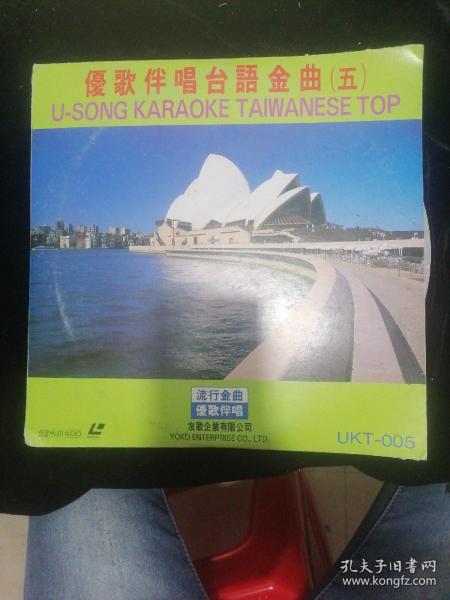 優歌伴唱台語金曲(五)
U-SONG KARAOKE TAIWANESE TOP
流行金曲
優歌伴唱
友歌企業有限公司
YOKO ENTERPRISE CO., LTD.
UKT-005
孔夫子旧书网
www.kongfz.com